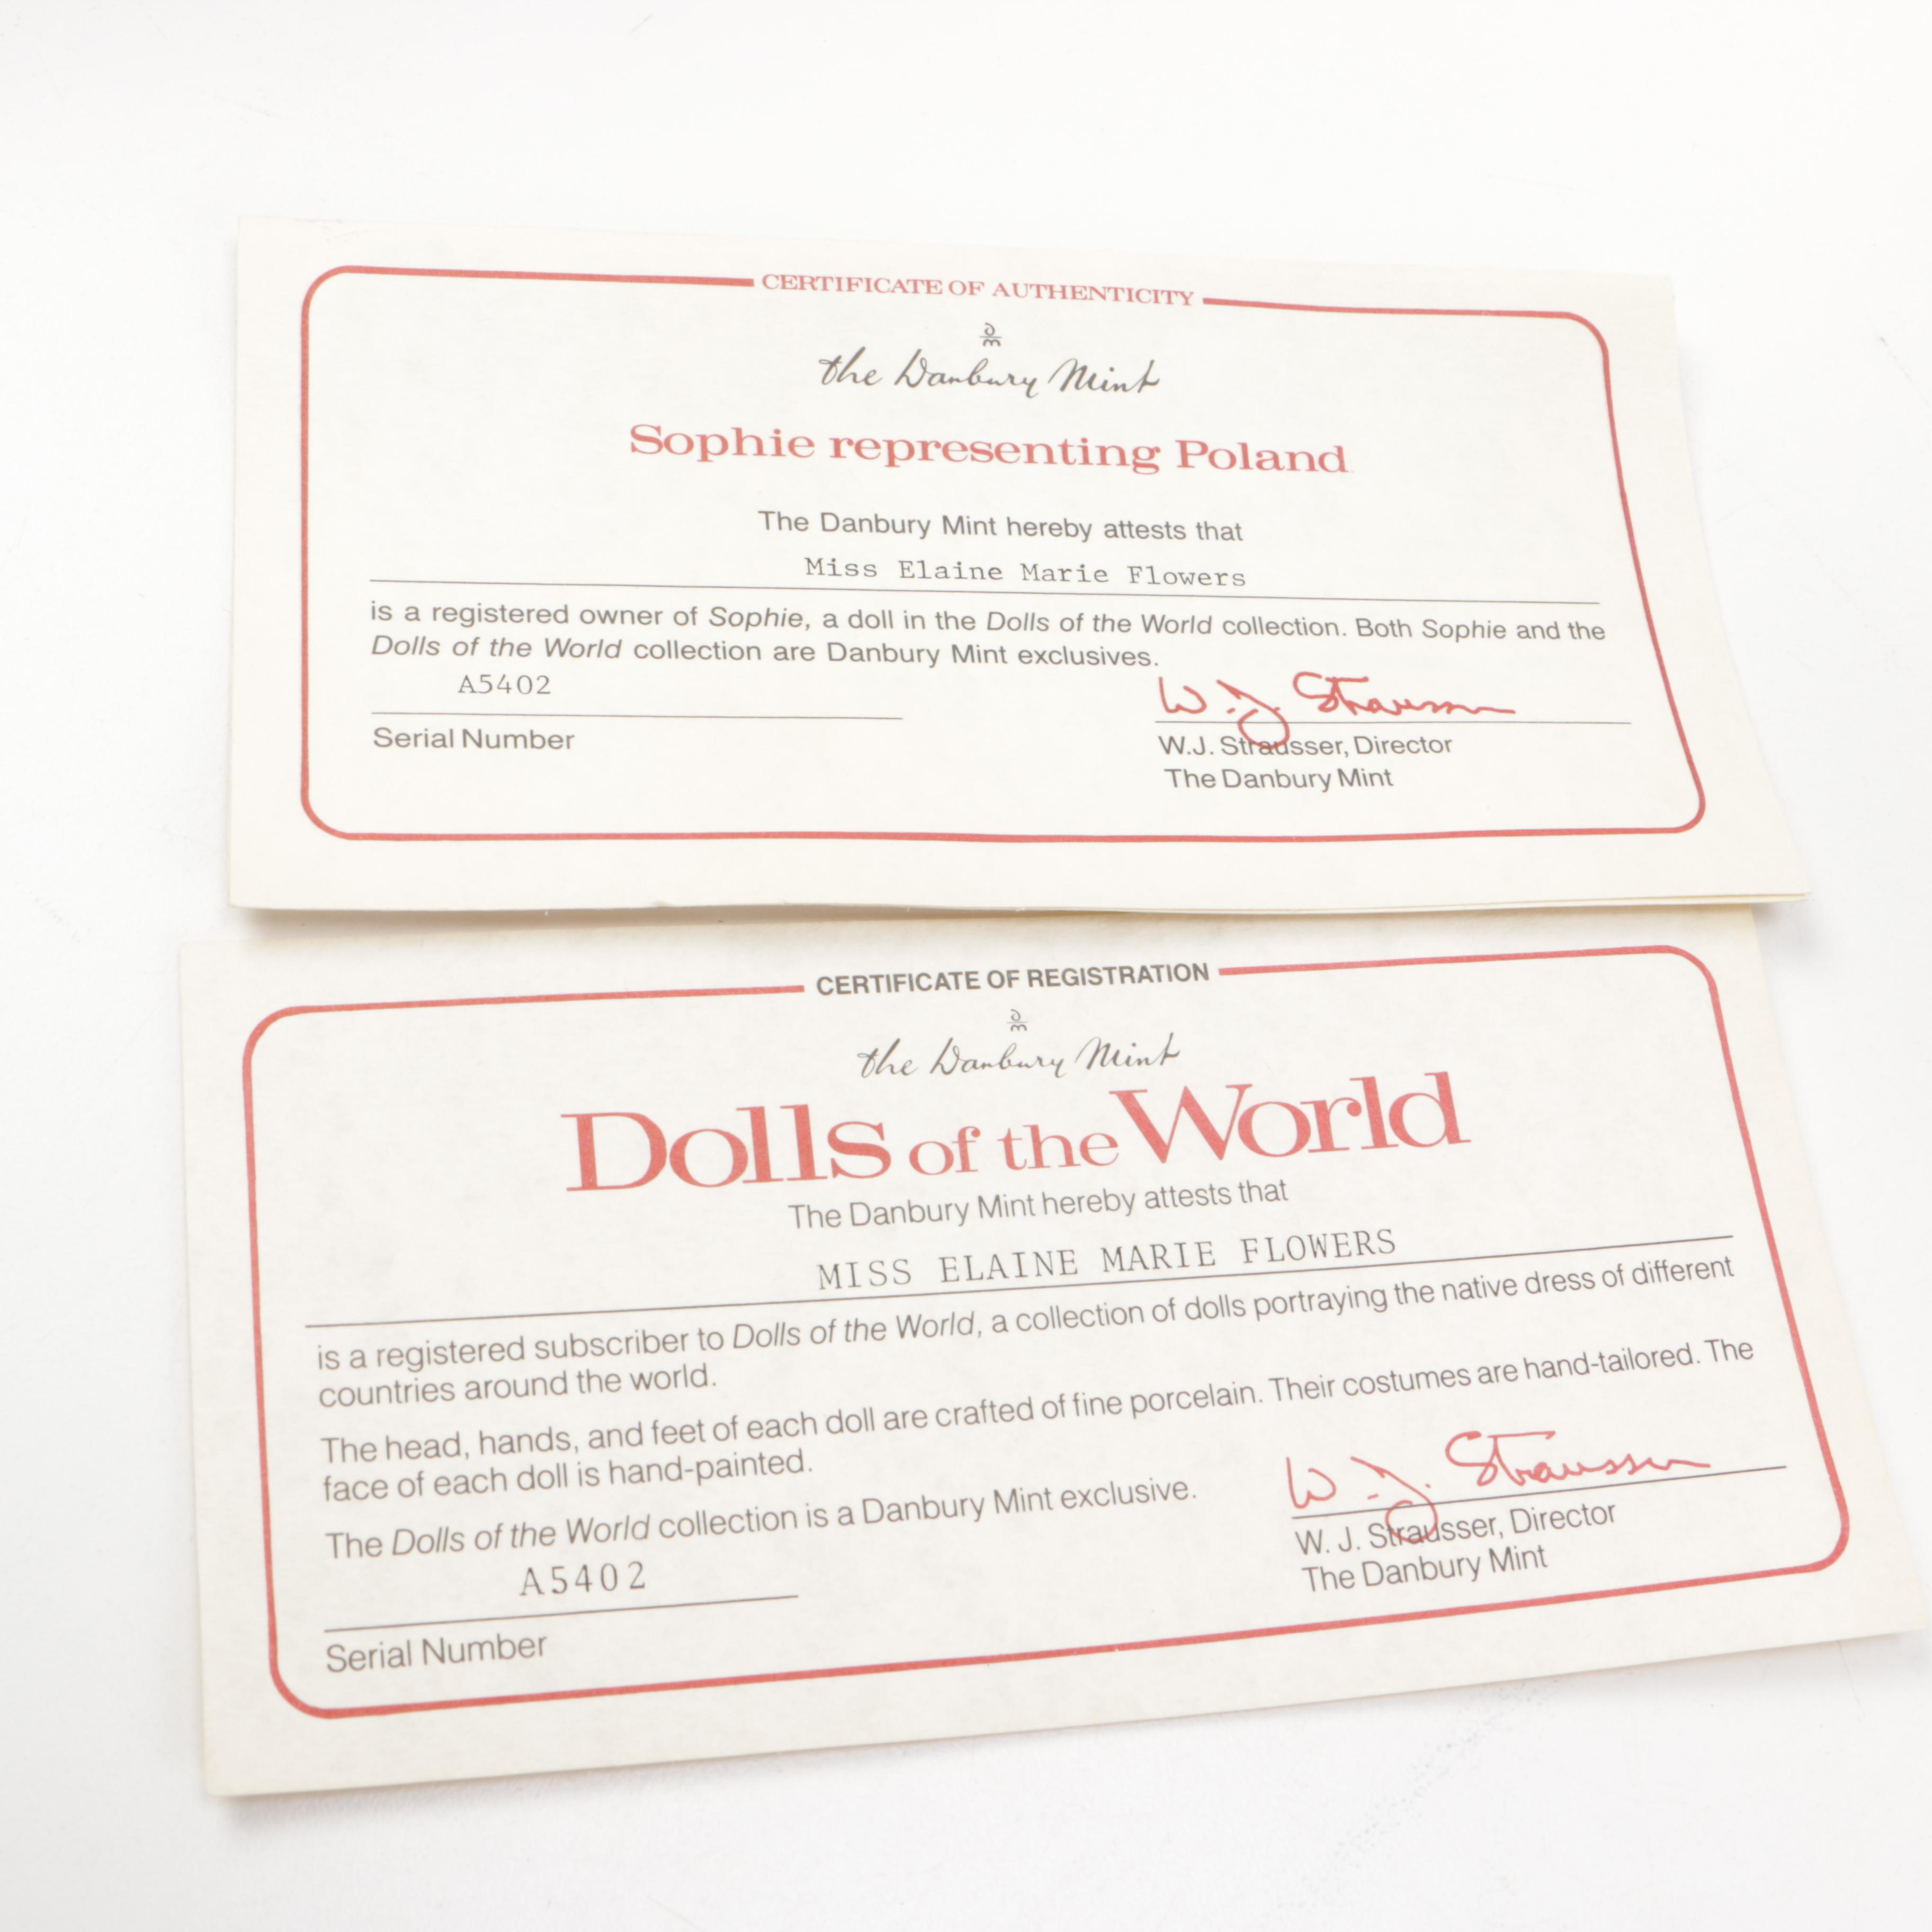 CERTIFICATE OF AUTHENTICITY
the Danbury Mint
Sophie representing Poland
The Danbury Mint hereby attests that
Miss Elaine Marie Flowers
is a registered owner of Sophie, a doll in the Dolls of the World collection. Both Sophie and the
Dolls of the World collection are Danbury Mint exclusives.
A5402
W.J. Strausser
Serial Number
W.J. Strausser, Director
The Danbury Mint
CERTIFICATE OF REGISTRATION
the Danbury Mint
Dolls of the World
The Danbury Mint hereby attests that
MISS ELAINE MARIE FLOWERS
is a registered subscriber to Dolls of the World, a collection of dolls portraying the native dress of different
countries around the world.
The head, hands, and feet of each doll are crafted of fine porcelain. Their costumes are hand-tailored. The
face of each doll is hand-painted.
The Dolls of the World collection is a Danbury Mint exclusive.
W. J. Strausser
A5402
W. J. Strausser, Director
The Danbury Mint
Serial Number